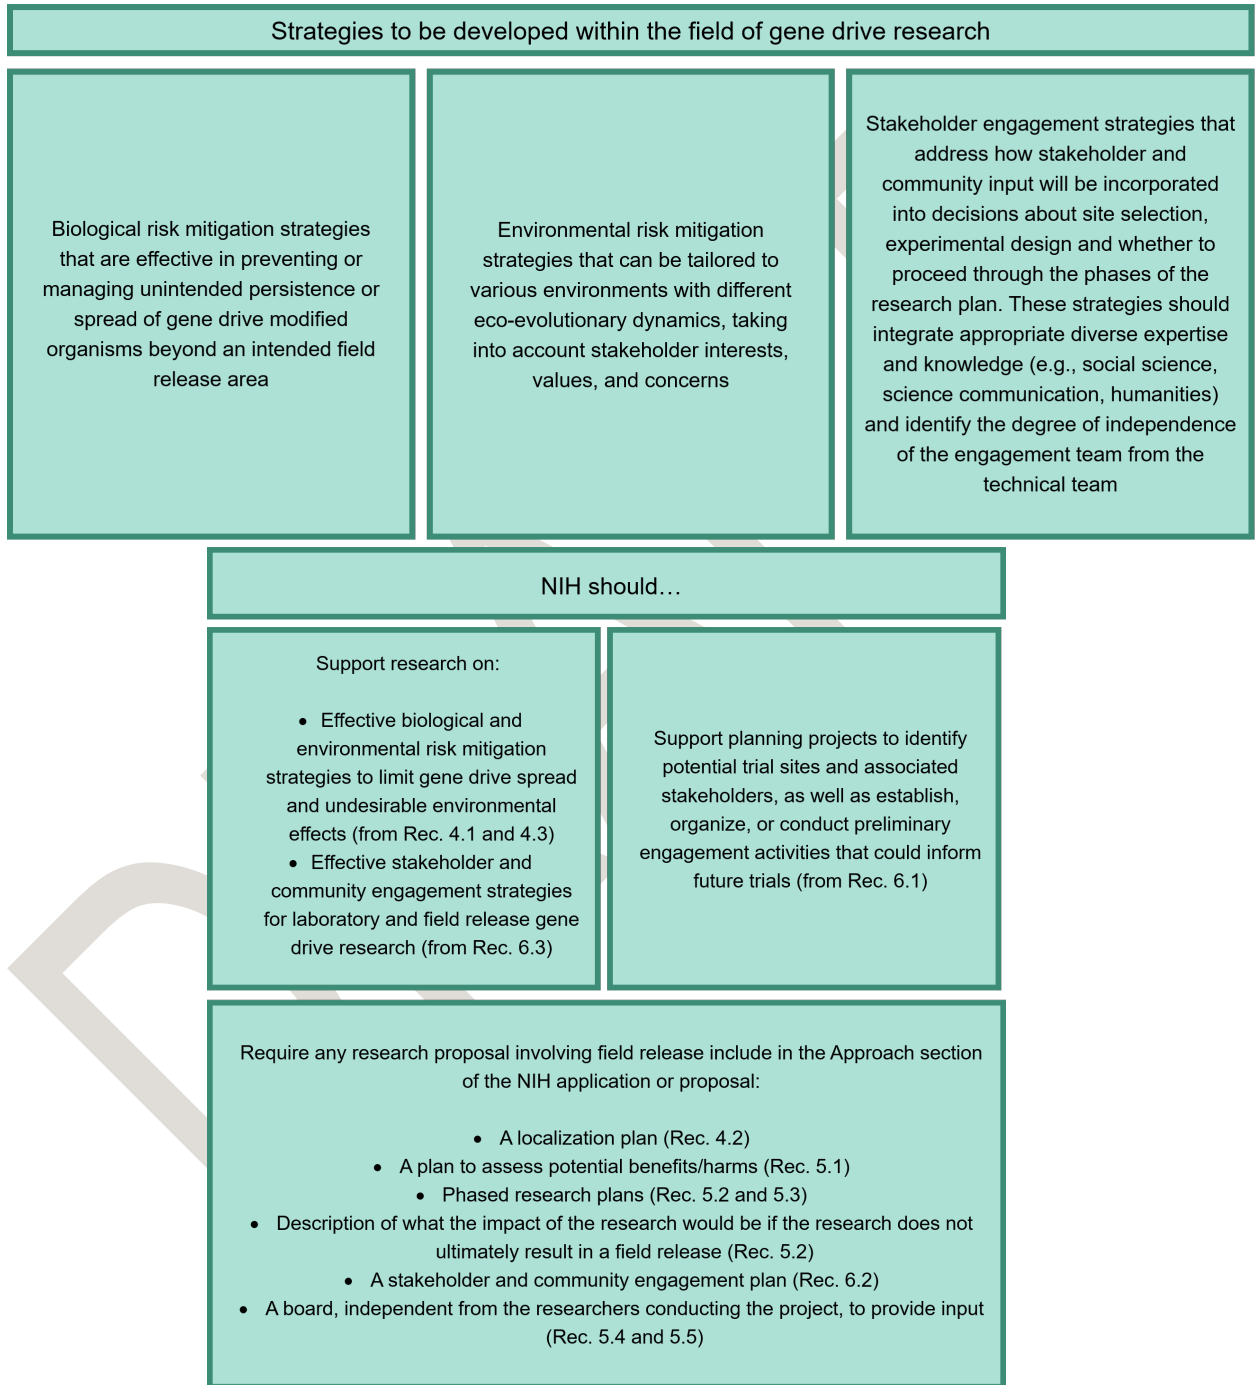 Strategies to be developed within the field of gene drive research
Biological risk mitigation strategies
that are effective in preventing or
managing unintended persistence or
spread of gene drive modified
organisms beyond an intended field
release area
Environmental risk mitigation
strategies that can be tailored to
various environments with different
eco-evolutionary dynamics, taking
into account stakeholder interests,
values, and concerns
Stakeholder engagement strategies that
address how stakeholder and
community input will be incorporated
into decisions about site selection,
experimental design and whether to
proceed through the phases of the
research plan. These strategies should
integrate appropriate diverse expertise
and knowledge (e.g., social science,
science communication, humanities)
and identify the degree of independence
of the engagement team from the
technical team
NIH should…
Support research on:
• Effective biological and
environmental risk mitigation
strategies to limit gene drive spread
and undesirable environmental
effects (from Rec. 4.1 and 4.3)
• Effective stakeholder and
community engagement strategies
for laboratory and field release gene
drive research (from Rec. 6.3)
Support planning projects to identify
potential trial sites and associated
stakeholders, as well as establish,
organize, or conduct preliminary
engagement activities that could inform
future trials (from Rec. 6.1)
Require any research proposal involving field release include in the Approach section
of the NIH application or proposal:
• A localization plan (Rec. 4.2)
• A plan to assess potential benefits/harms (Rec. 5.1)
• Phased research plans (Rec. 5.2 and 5.3)
• Description of what the impact of the research would be if the research does not
ultimately result in a field release (Rec. 5.2)
• A stakeholder and community engagement plan (Rec. 6.2)
• A board, independent from the researchers conducting the project, to provide input
(Rec. 5.4 and 5.5)